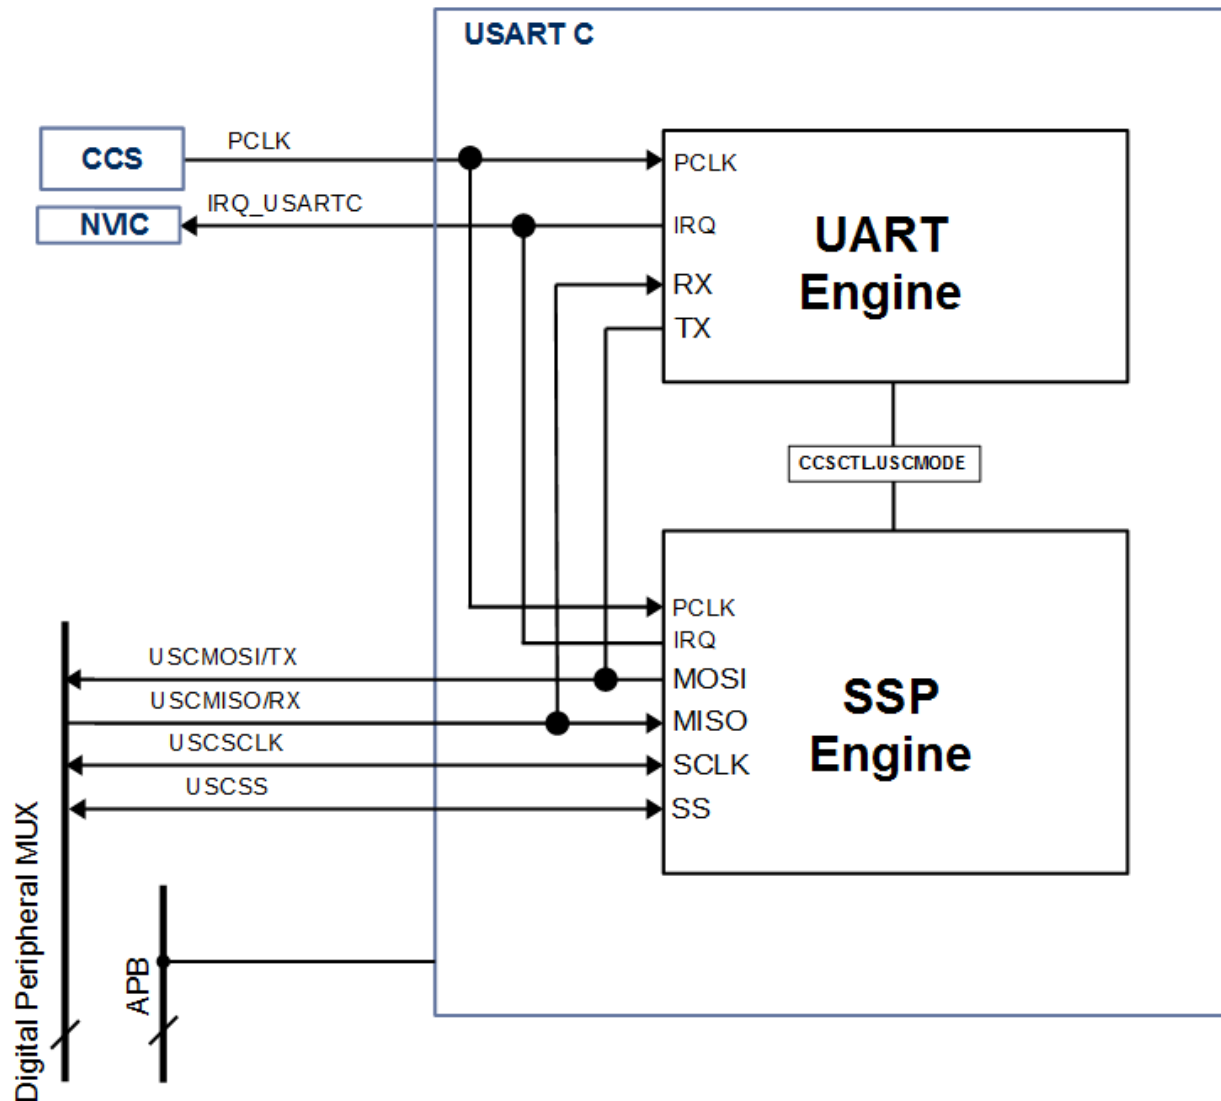 USART C
CCS
PCLK
PCLK
NVIC
IRQ_USARTC
IRQ
UART
Engine
RX
TX
CCSCTL.USCMODE
PCLK
IRQ
USCMOSI/TX
MOSI
USCMISO/RX
MISO
SSP
Engine
USCSCLK
SCLK
USCSS
SS
Digital Peripheral MUX
APB